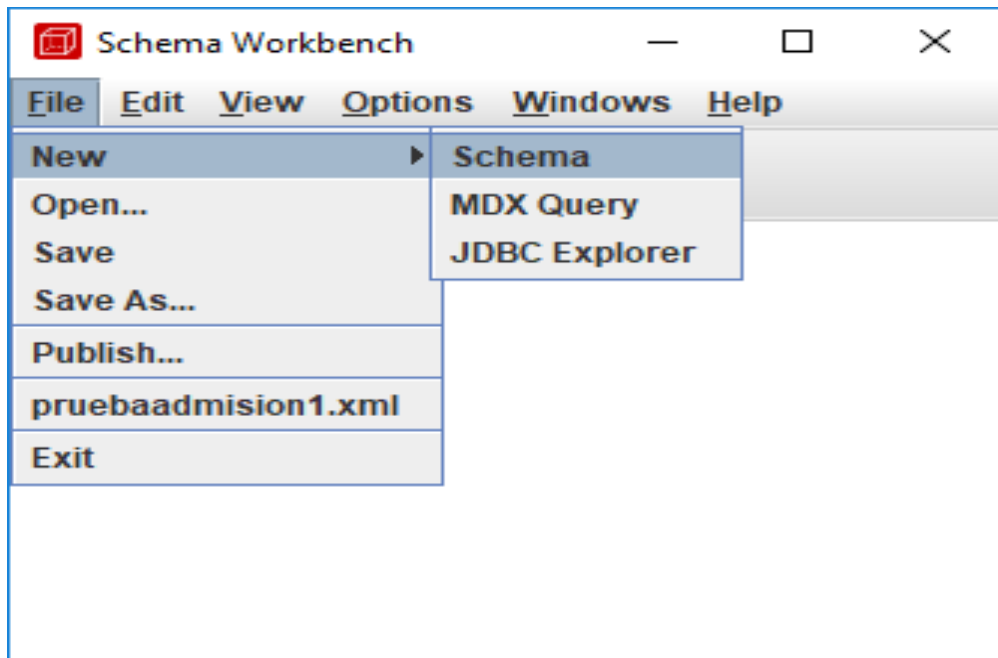 Schema Workbench
File Edit View Options Windows Help
New Schema
Open... MDX Query
Save JDBC Explorer
Save As...
Publish...
pruebaadmision1.xml
Exit